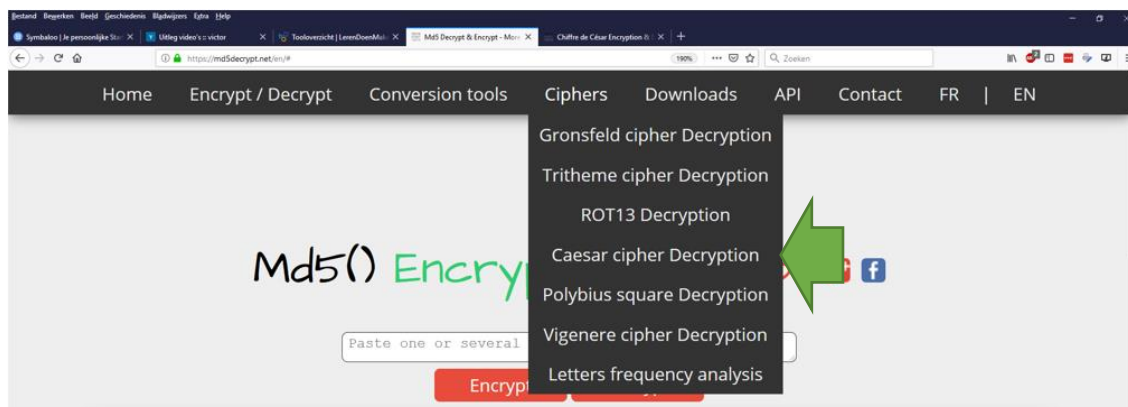 Bestand Bewerken Beeld Geschiedenis Bladwijzers Extra Help
Symbaloo | Je persoonlijke Star Uitleg video's :: victor Tooloverzicht | LerenDoenMake Md5 Decrypt & Encrypt - More Chiffre de César Encryption &
https://md5decrypt.net/en/# 190% Zoeken
Home Encrypt / Decrypt Conversion tools Ciphers Downloads API Contact FR | EN
Gronsfeld cipher Decryption
Tritheme cipher Decryption
ROT13 Decryption
Caesar cipher Decryption
Md5() Encry
Polybius square Decryption
Vigenere cipher Decryption
Paste one or several
Letters frequency analysis
Encryp